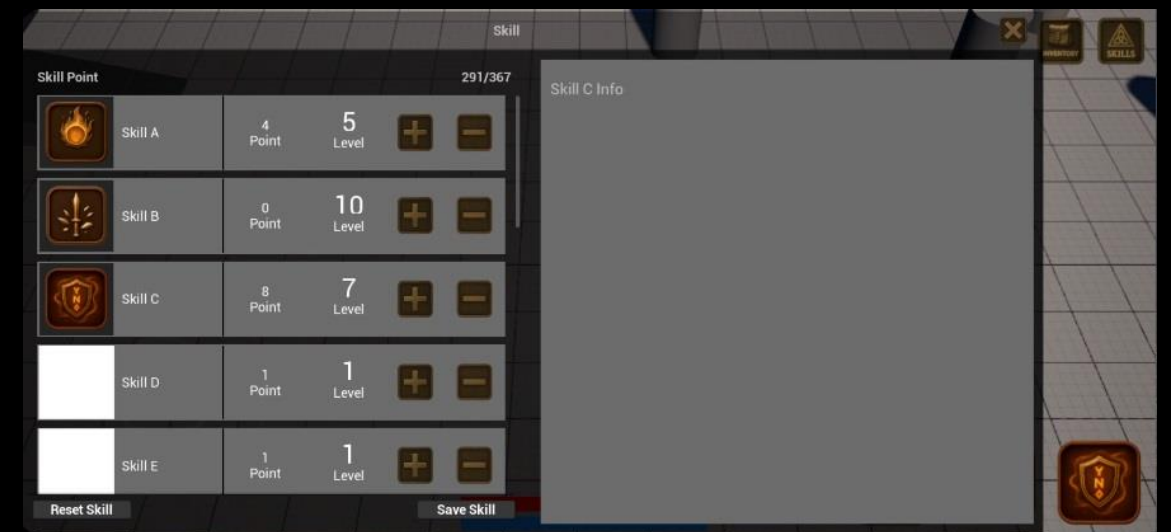 Skill
INVENTORY
SKILLS
Skill Point
291/367
Skill C Info
Skill A
4
Point
5
Level
Skill B
0
Point
10
Level
Skill C
8
Point
7
Level
Skill D
1
Point
1
Level
Skill E
1
Point
1
Level
Reset Skill
Save Skill